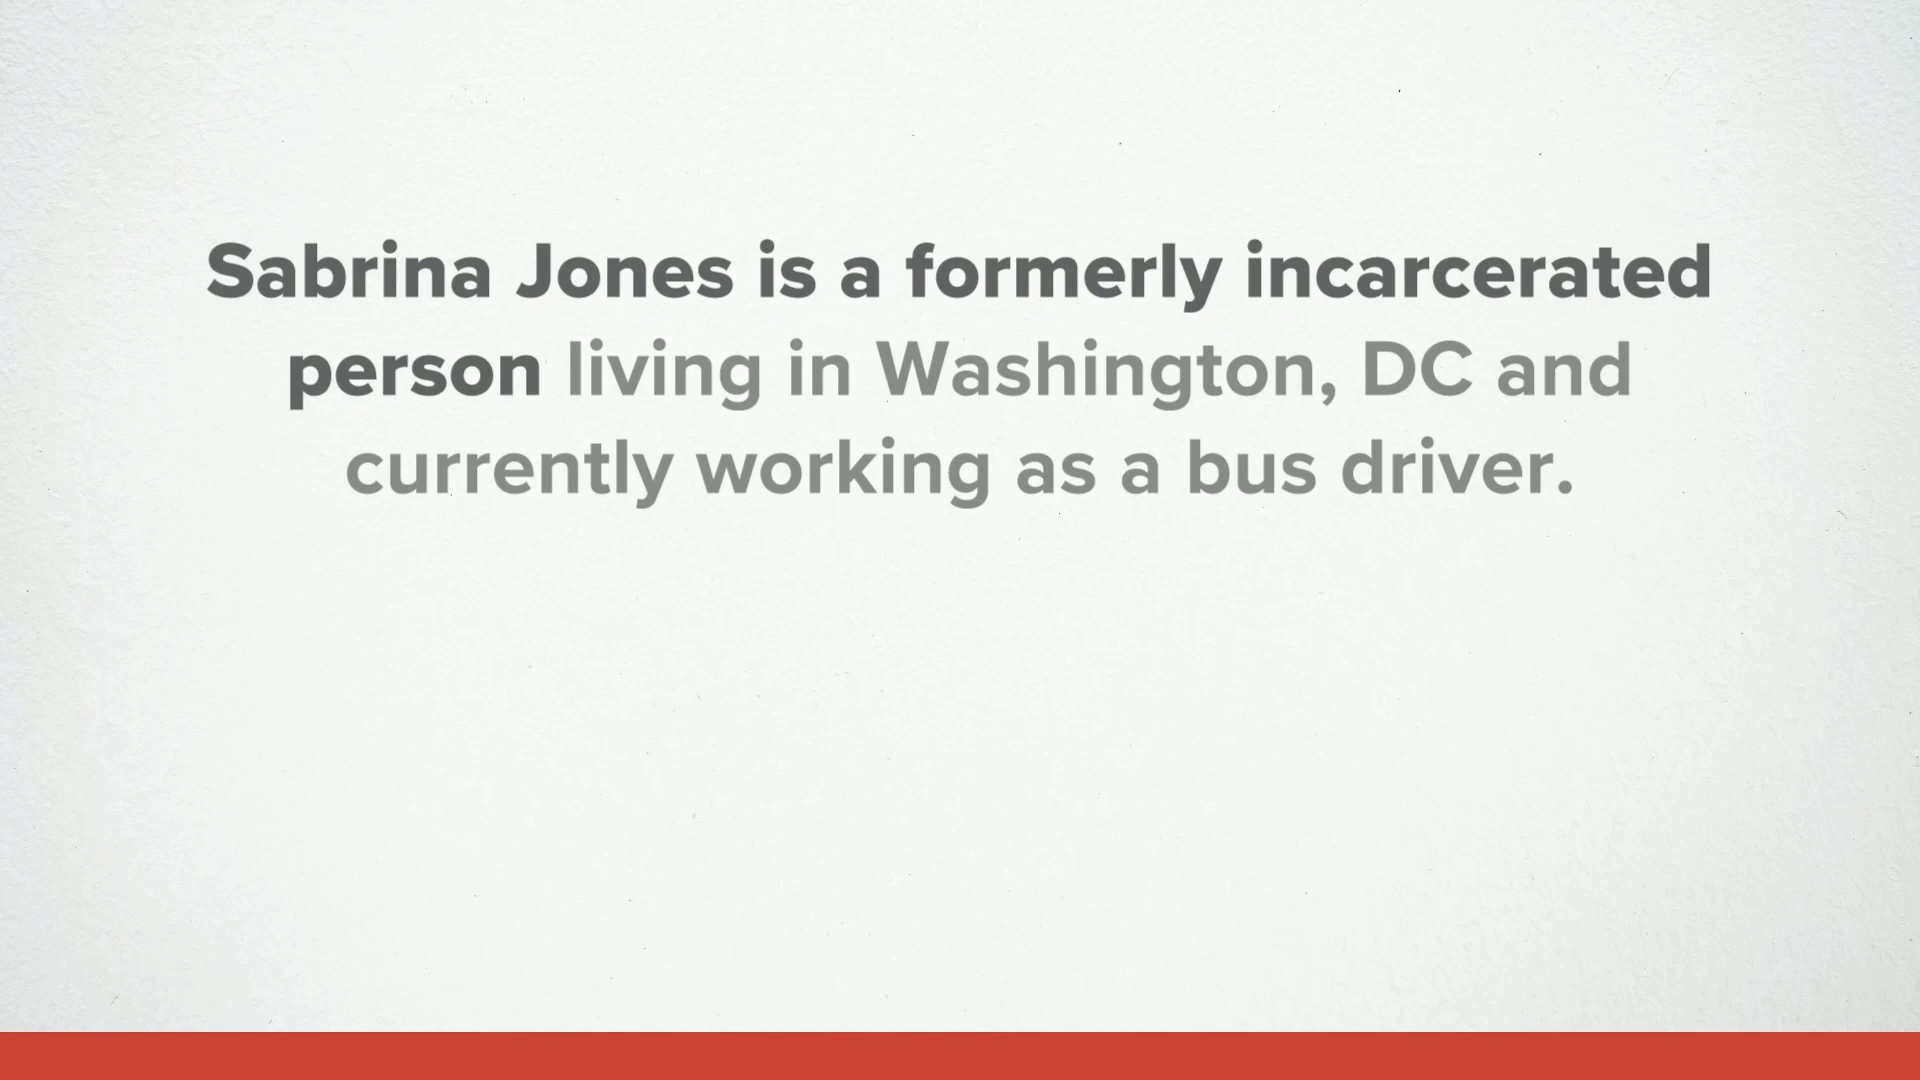 Sabrina Jones is a formerly incarcerated
person living in Washington, DC and
currently working as a bus driver.